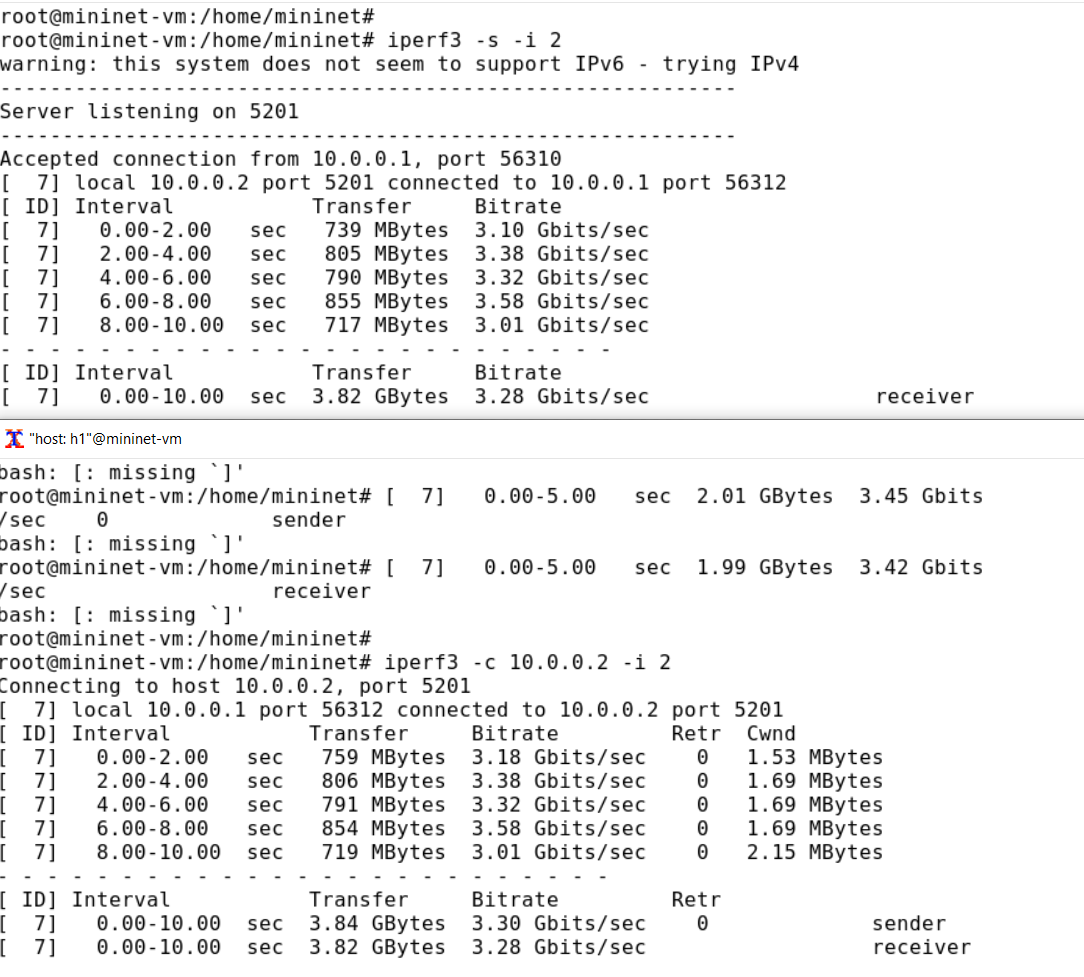 root@mininet-vm:/home/mininet#
root@mininet-vm:/home/mininet# iperf3 -s -i 2
warning: this system does not seem to support IPv6 - trying IPv4
-----------------------------------------------------------
Server listening on 5201
-----------------------------------------------------------
Accepted connection from 10.0.0.1, port 56310
[  7] local 10.0.0.2 port 5201 connected to 10.0.0.1 port 56312
[ ID] Interval           Transfer     Bitrate
[  7]   0.00-2.00   sec   739 MBytes  3.10 Gbits/sec
[  7]   2.00-4.00   sec   805 MBytes  3.38 Gbits/sec
[  7]   4.00-6.00   sec   790 MBytes  3.32 Gbits/sec
[  7]   6.00-8.00   sec   855 MBytes  3.58 Gbits/sec
[  7]   8.00-10.00  sec   717 MBytes  3.01 Gbits/sec
- - - - - - - - - - - - - - - - - - - - - - - - -
[ ID] Interval           Transfer     Bitrate
[  7]   0.00-10.00  sec  3.82 GBytes  3.28 Gbits/sec                  receiver
"host: h1"@mininet-vm
bash: [: missing `]'
root@mininet-vm:/home/mininet# [  7]   0.00-5.00   sec  2.01 GBytes  3.45 Gbits
/sec    0             sender
bash: [: missing `]'
root@mininet-vm:/home/mininet# [  7]   0.00-5.00   sec  1.99 GBytes  3.42 Gbits
/sec                  receiver
bash: [: missing `]'
root@mininet-vm:/home/mininet#
root@mininet-vm:/home/mininet# iperf3 -c 10.0.0.2 -i 2
Connecting to host 10.0.0.2, port 5201
[  7] local 10.0.0.1 port 56312 connected to 10.0.0.2 port 5201
[ ID] Interval           Transfer     Bitrate         Retr  Cwnd
[  7]   0.00-2.00   sec   759 MBytes  3.18 Gbits/sec    0   1.53 MBytes
[  7]   2.00-4.00   sec   806 MBytes  3.38 Gbits/sec    0   1.69 MBytes
[  7]   4.00-6.00   sec   791 MBytes  3.32 Gbits/sec    0   1.69 MBytes
[  7]   6.00-8.00   sec   854 MBytes  3.58 Gbits/sec    0   1.69 MBytes
[  7]   8.00-10.00  sec   719 MBytes  3.01 Gbits/sec    0   2.15 MBytes
- - - - - - - - - - - - - - - - - - - - - - - - -
[ ID] Interval           Transfer     Bitrate         Retr
[  7]   0.00-10.00  sec  3.84 GBytes  3.30 Gbits/sec    0             sender
[  7]   0.00-10.00  sec  3.82 GBytes  3.28 Gbits/sec                  receiver